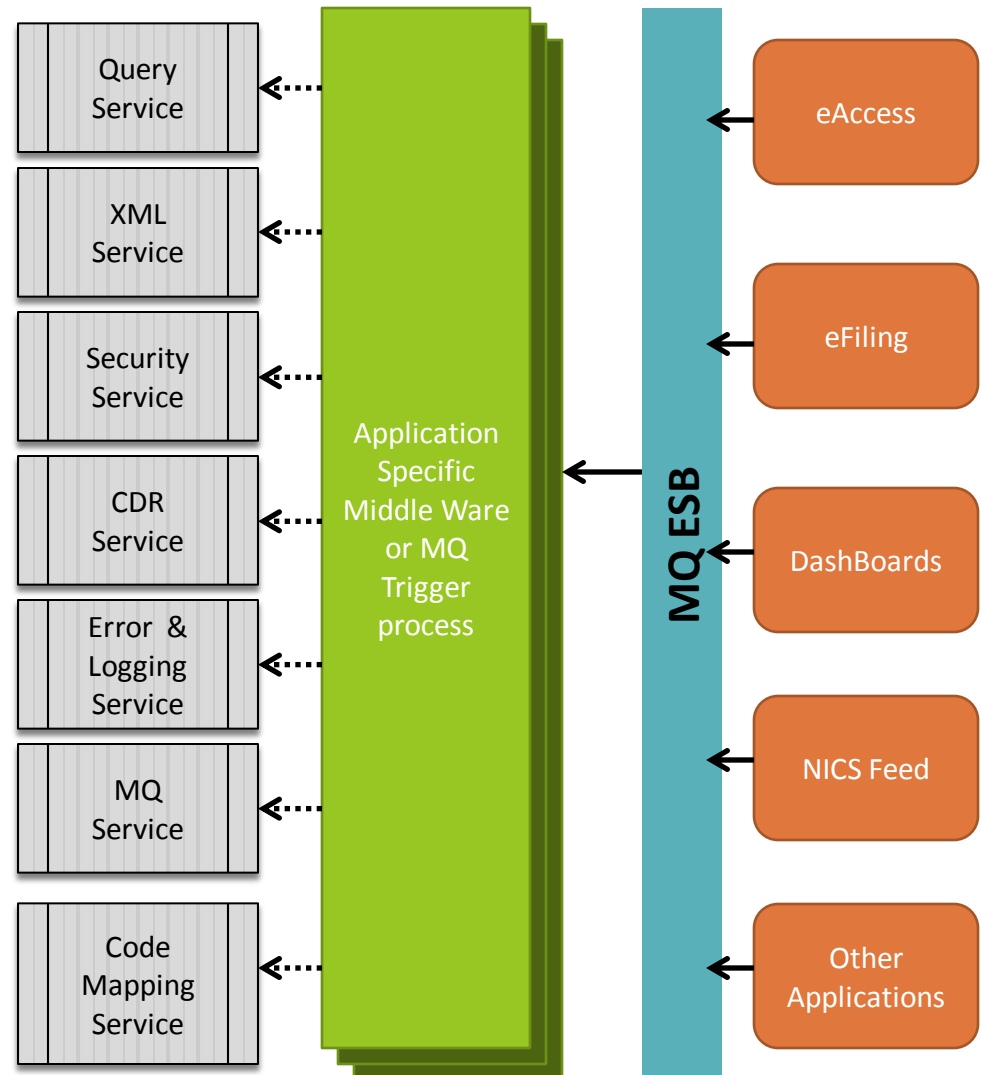 Query
Service
XML
Service
Security
Service
CDR
Service
Error &
Logging
Service
MQ
Service
Code
Mapping
Service
Application
Specific
Middle Ware
or MQ
Trigger
process
MQ ESB
eAccess
eFiling
DashBoards
NICS Feed
Other
Applications